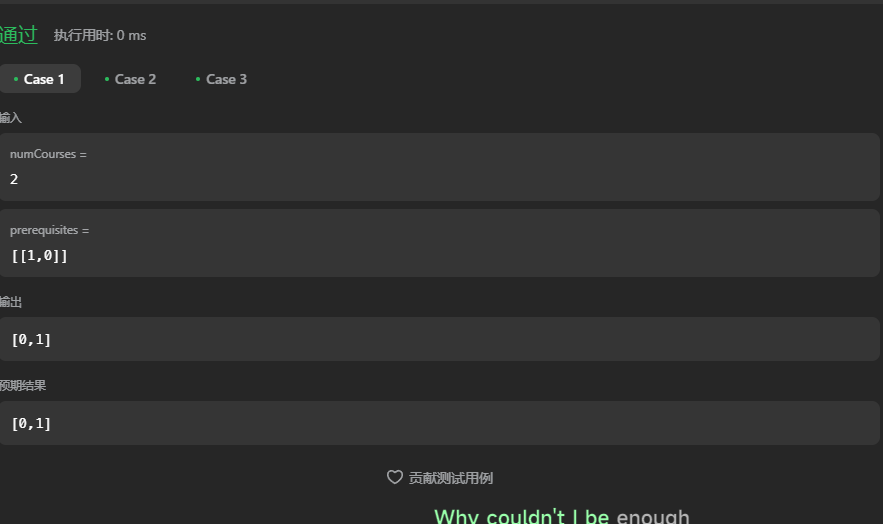 通过 执行用时: 0 ms
Case 1 Case 2 Case 3
输入
numCourses =
2
prerequisites =
[[1,0]]
输出
[0,1]
预期结果
[0,1]
贡献测试用例
Why couldn't I be enough